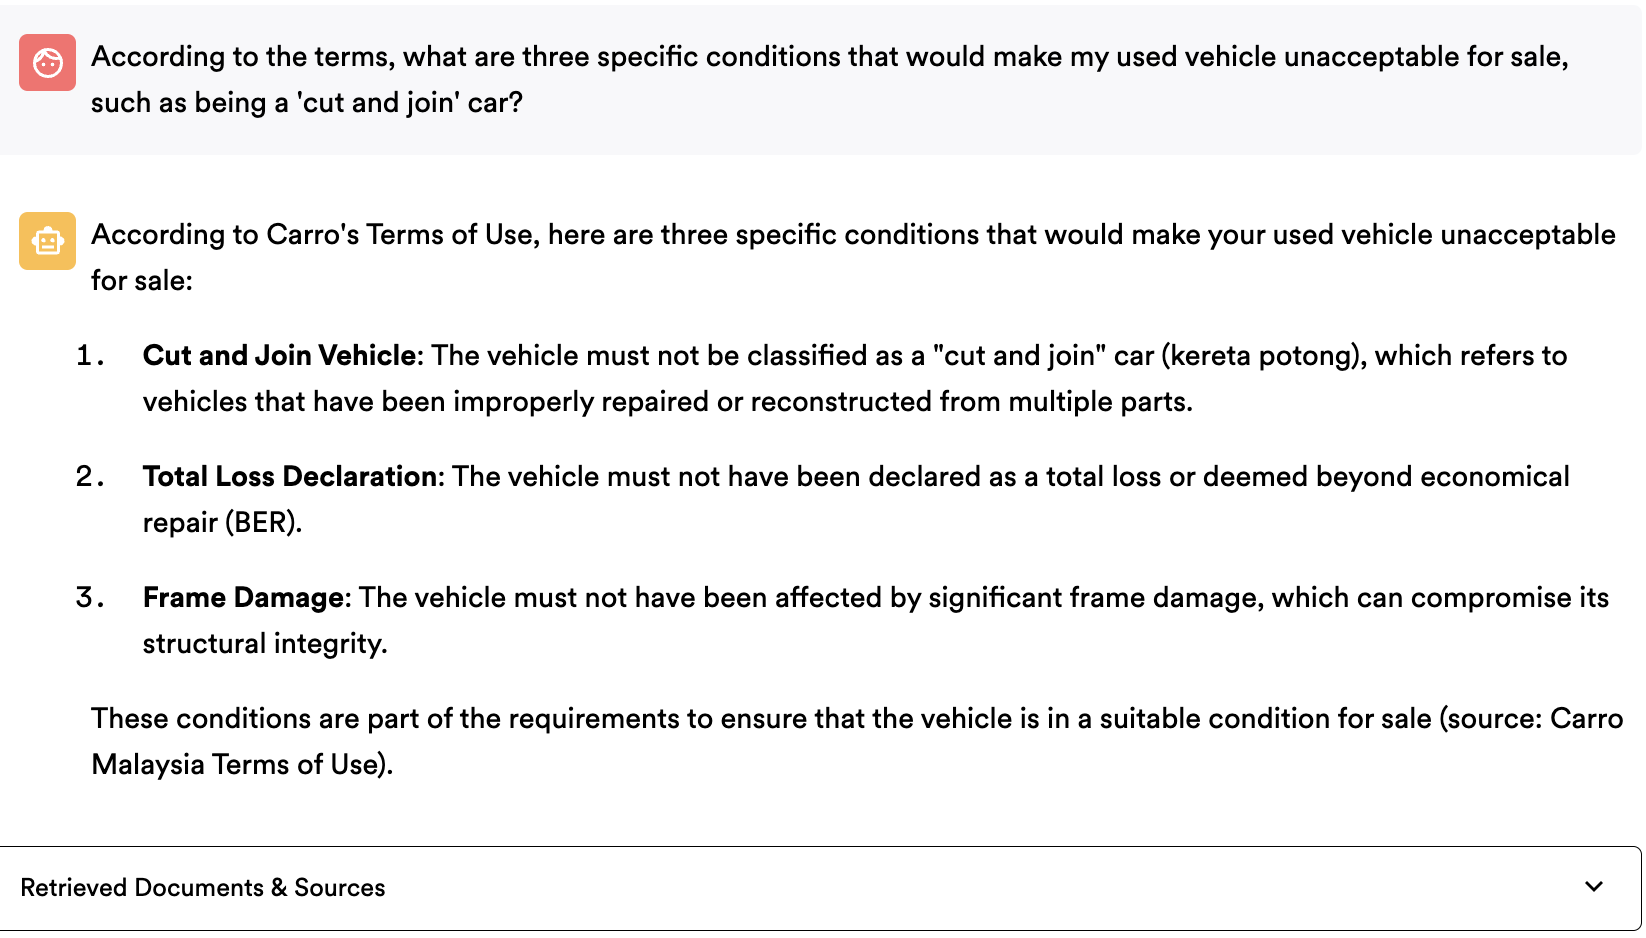 According to the terms, what are three specific conditions that would make my used vehicle unacceptable for sale,
such as being a 'cut and join' car?
According to Carro's Terms of Use, here are three specific conditions that would make your used vehicle unacceptable
for sale:
1. Cut and Join Vehicle: The vehicle must not be classified as a "cut and join" car (kereta potong), which refers to
vehicles that have been improperly repaired or reconstructed from multiple parts.
2. Total Loss Declaration: The vehicle must not have been declared as a total loss or deemed beyond economical
repair (BER).
3. Frame Damage: The vehicle must not have been affected by significant frame damage, which can compromise its
structural integrity.
These conditions are part of the requirements to ensure that the vehicle is in a suitable condition for sale (source: Carro
Malaysia Terms of Use).
Retrieved Documents & Sources